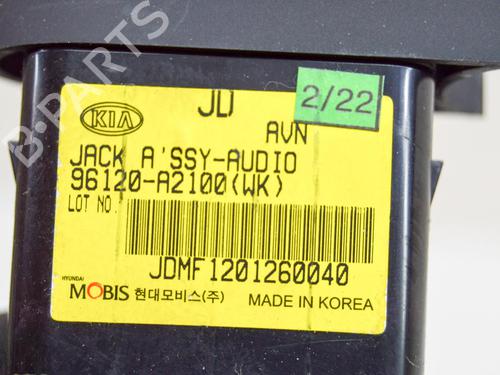 B-PARTS
JD
2/22
KIA
AVN
JACK A'SSY-AUDIO
96120-A2100(WK)
LOT NO.
JDMF1201260040
HYUNDAI
MOBIS 현대모비스(주) MADE IN KOREA